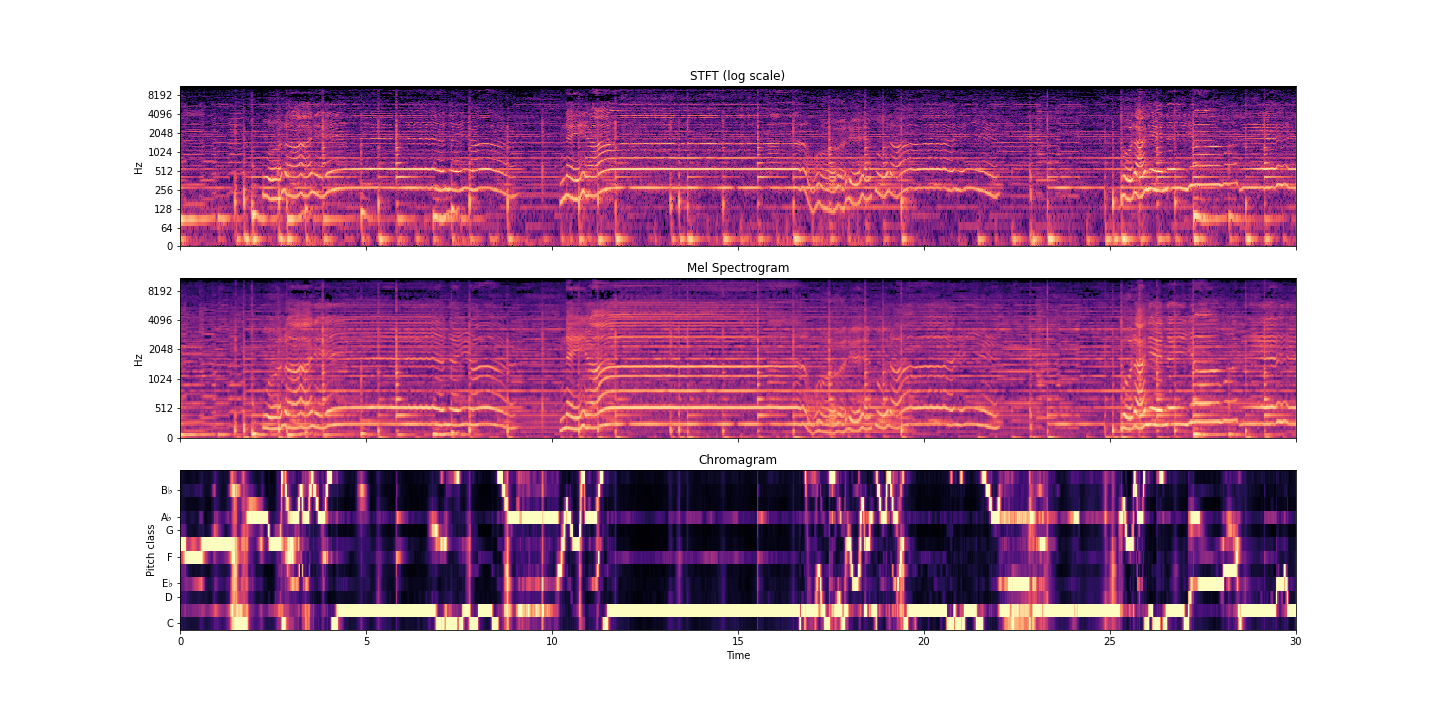 STFT (log scale)
8192
4096
2048
1024
512
256
128
64
0
Hz
Mel Spectrogram
8192
4096
2048
1024
512
0
Hz
Chromagram
B♭
A♭
G
F
E♭
D
C
Pitch class
0 5 10 15 20 25 30
Time